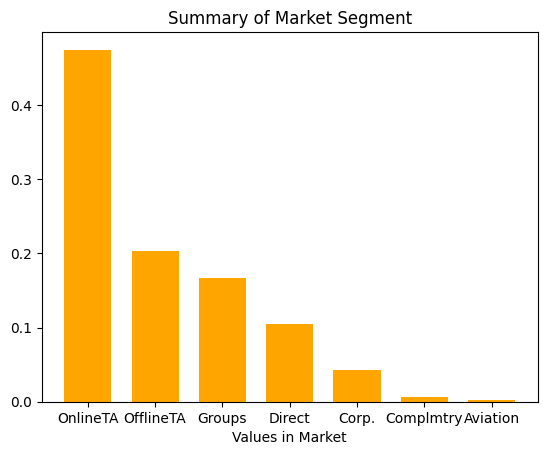 Summary of Market Segment
0.4
0.3
0.2
0.1
0.0
OnlineTA OfflineTA Groups Direct Corp. Complmtry Aviation
Values in Market